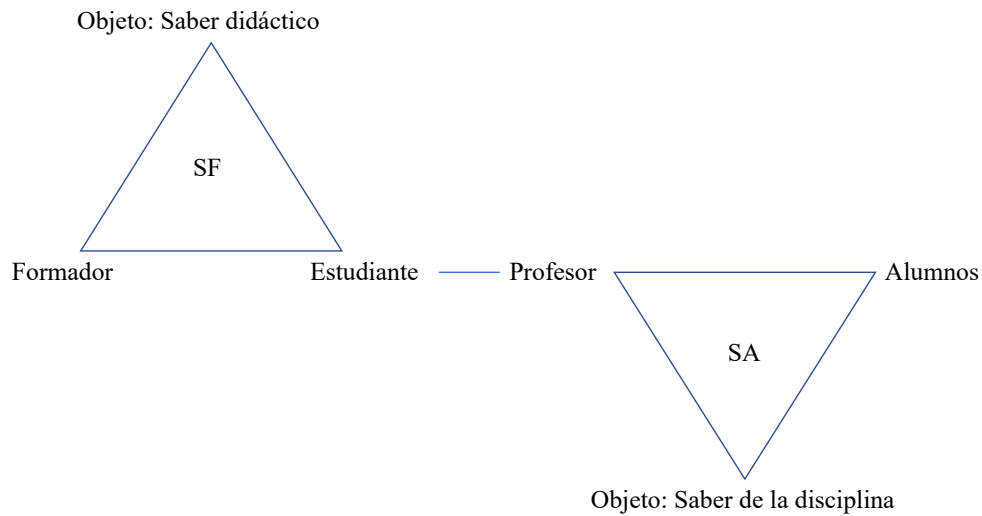 Objeto: Saber didáctico
SF
Formador
Estudiante
Profesor
Alumnos
SA
Objeto: Saber de la disciplina